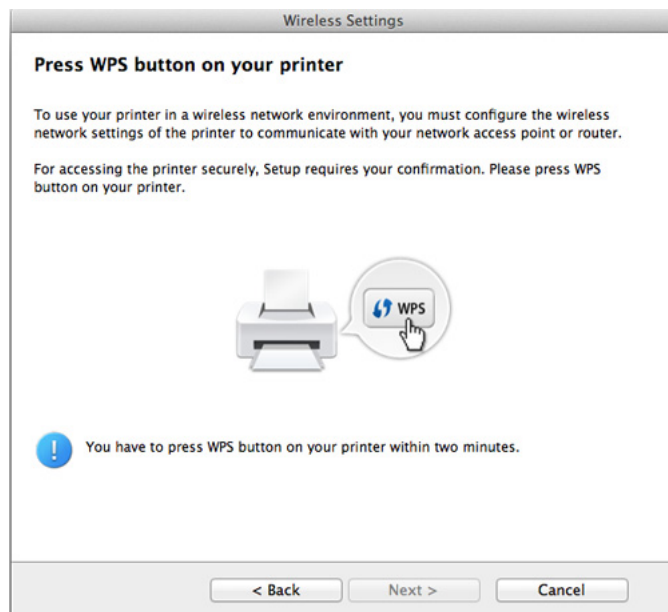 Wireless Settings
Press WPS button on your printer
To use your printer in a wireless network environment, you must configure the wireless
network settings of the printer to communicate with your network access point or router.
For accessing the printer securely, Setup requires your confirmation. Please press WPS
button on your printer.
WPS
You have to press WPS button on your printer within two minutes.
< Back
Next >
Cancel